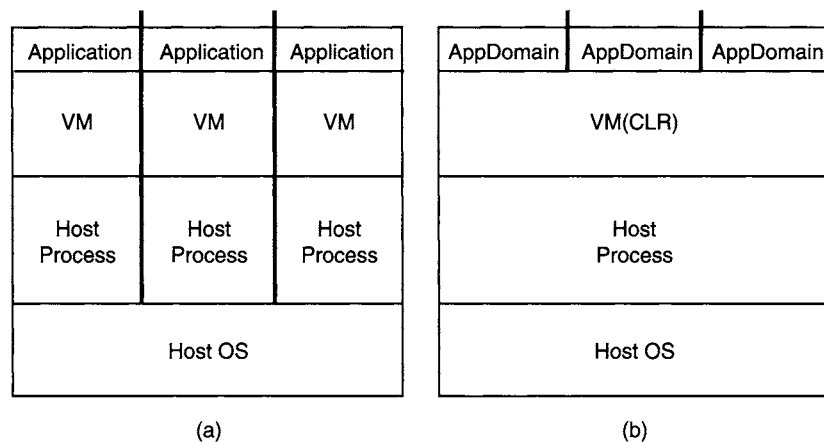 Application Application Application
VM VM VM
Host Host Host
Process Process Process
Host OS
(a)
AppDomain AppDomain AppDomain
VM(CLR)
Host
Process
Host OS
(b)